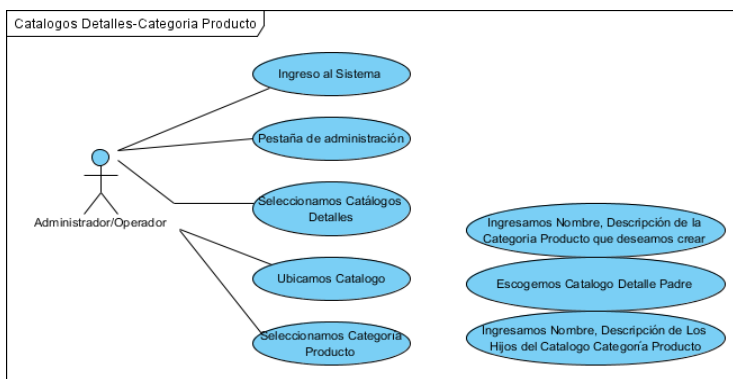 Catalogos Detalles-Categoria Producto
Ingreso al Sistema
Pestaña de administración
Seleccionamos Catálogos
Detalles
Administrador/Operador
Ubicamos Catalogo
Seleccionamos Categoria
Producto
Ingresamos Nombre, Descripción de la
Categoria Producto que deseamos crear
Escogemos Catalogo Detalle Padre
Ingresamos Nombre, Descripción de Los
Hijos del Catalogo Categoría Producto